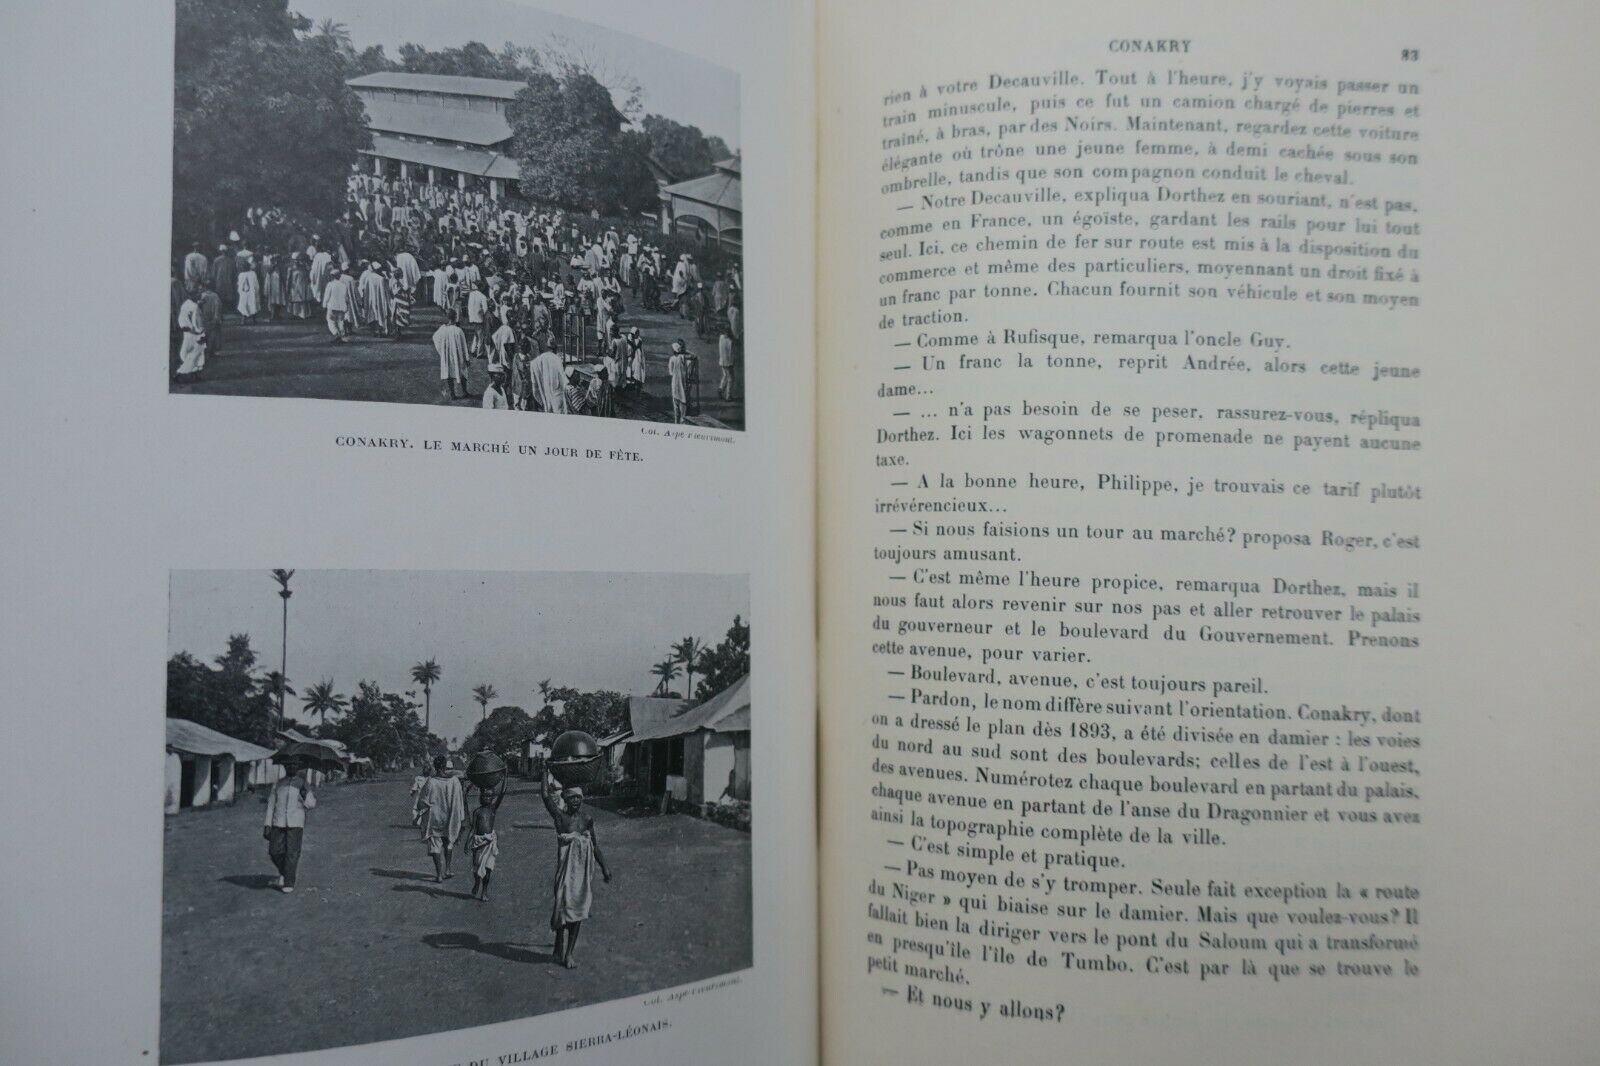 Col. Aspe-Fleurimont.
CONAKRY. LE MARCHÉ UN JOUR DE FÊTE.
Col. Aspe-Fleurimont.
DU VILLAGE SIERRA-LÉONAIS.
CONAKRY
83
rien à votre Decauville. Tout à l'heure, j'y voyais passer un
train minuscule, puis ce fut un camion chargé de pierres et
traîné, à bras, par des Noirs. Maintenant, regardez cette voiture
élégante où trône une jeune femme, à demi cachée sous son
ombrelle, tandis que son compagnon conduit le cheval.
— Notre Decauville, expliqua Dorthez en souriant, n'est pas,
comme en France, un égoïste, gardant les rails pour lui tout
seul. Ici, ce chemin de fer sur route est mis à la disposition du
commerce et même des particuliers, moyennant un droit fixé à
un franc par tonne. Chacun fournit son véhicule et son moyen
de traction.
— Comme à Rufisque, remarqua l'oncle Guy.
— Un franc la tonne, reprit Andrée, alors cette jeune
dame...
— ... n'a pas besoin de se peser, rassurez-vous, répliqua
Dorthez. Ici les wagonnets de promenade ne payent aucune
taxe.
— A la bonne heure, Philippe, je trouvais ce tarif plutôt
irrévérencieux...
— Si nous faisions un tour au marché? proposa Roger, c'est
toujours amusant.
— C'est même l'heure propice, remarqua Dorthez, mais il
nous faut alors revenir sur nos pas et aller retrouver le palais
du gouverneur et le boulevard du Gouvernement. Prenons
cette avenue, pour varier.
— Boulevard, avenue, c'est toujours pareil.
— Pardon, le nom diffère suivant l'orientation. Conakry, dont
on a dressé le plan dès 1893, a été divisée en damier : les voies
du nord au sud sont des boulevards; celles de l'est à l'ouest,
des avenues. Numérotez chaque boulevard en partant du palais,
chaque avenue en partant de l'anse du Dragonnier et vous avez
ainsi la topographie complète de la ville.
— C'est simple et pratique.
— Pas moyen de s'y tromper. Seule fait exception la « route
du Niger » qui biaise sur le damier. Mais que voulez-vous? Il
fallait bien la diriger vers le pont du Saloum qui a transformé
en presqu'île l'île de Tumbo. C'est par là que se trouve le
petit marché.
— Et nous y allons?